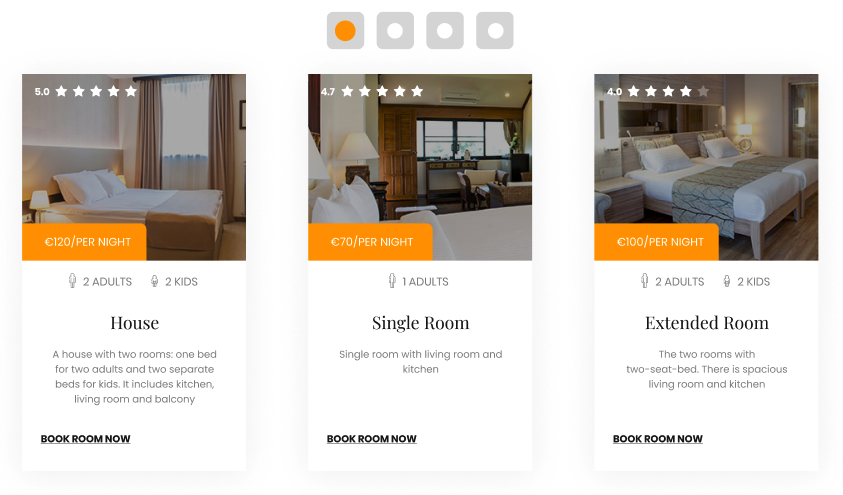 5.0
€120/PER NIGHT
2 ADULTS 2 KIDS
House
A house with two rooms: one bed
for two adults and two separate
beds for kids. It includes kitchen,
living room and balcony
BOOK ROOM NOW
4.7
€70/PER NIGHT
1 ADULTS
Single Room
Single room with living room and
kitchen
BOOK ROOM NOW
4.0
€100/PER NIGHT
2 ADULTS 2 KIDS
Extended Room
The two rooms with
two-seat-bed. There is spacious
living room and kitchen
BOOK ROOM NOW